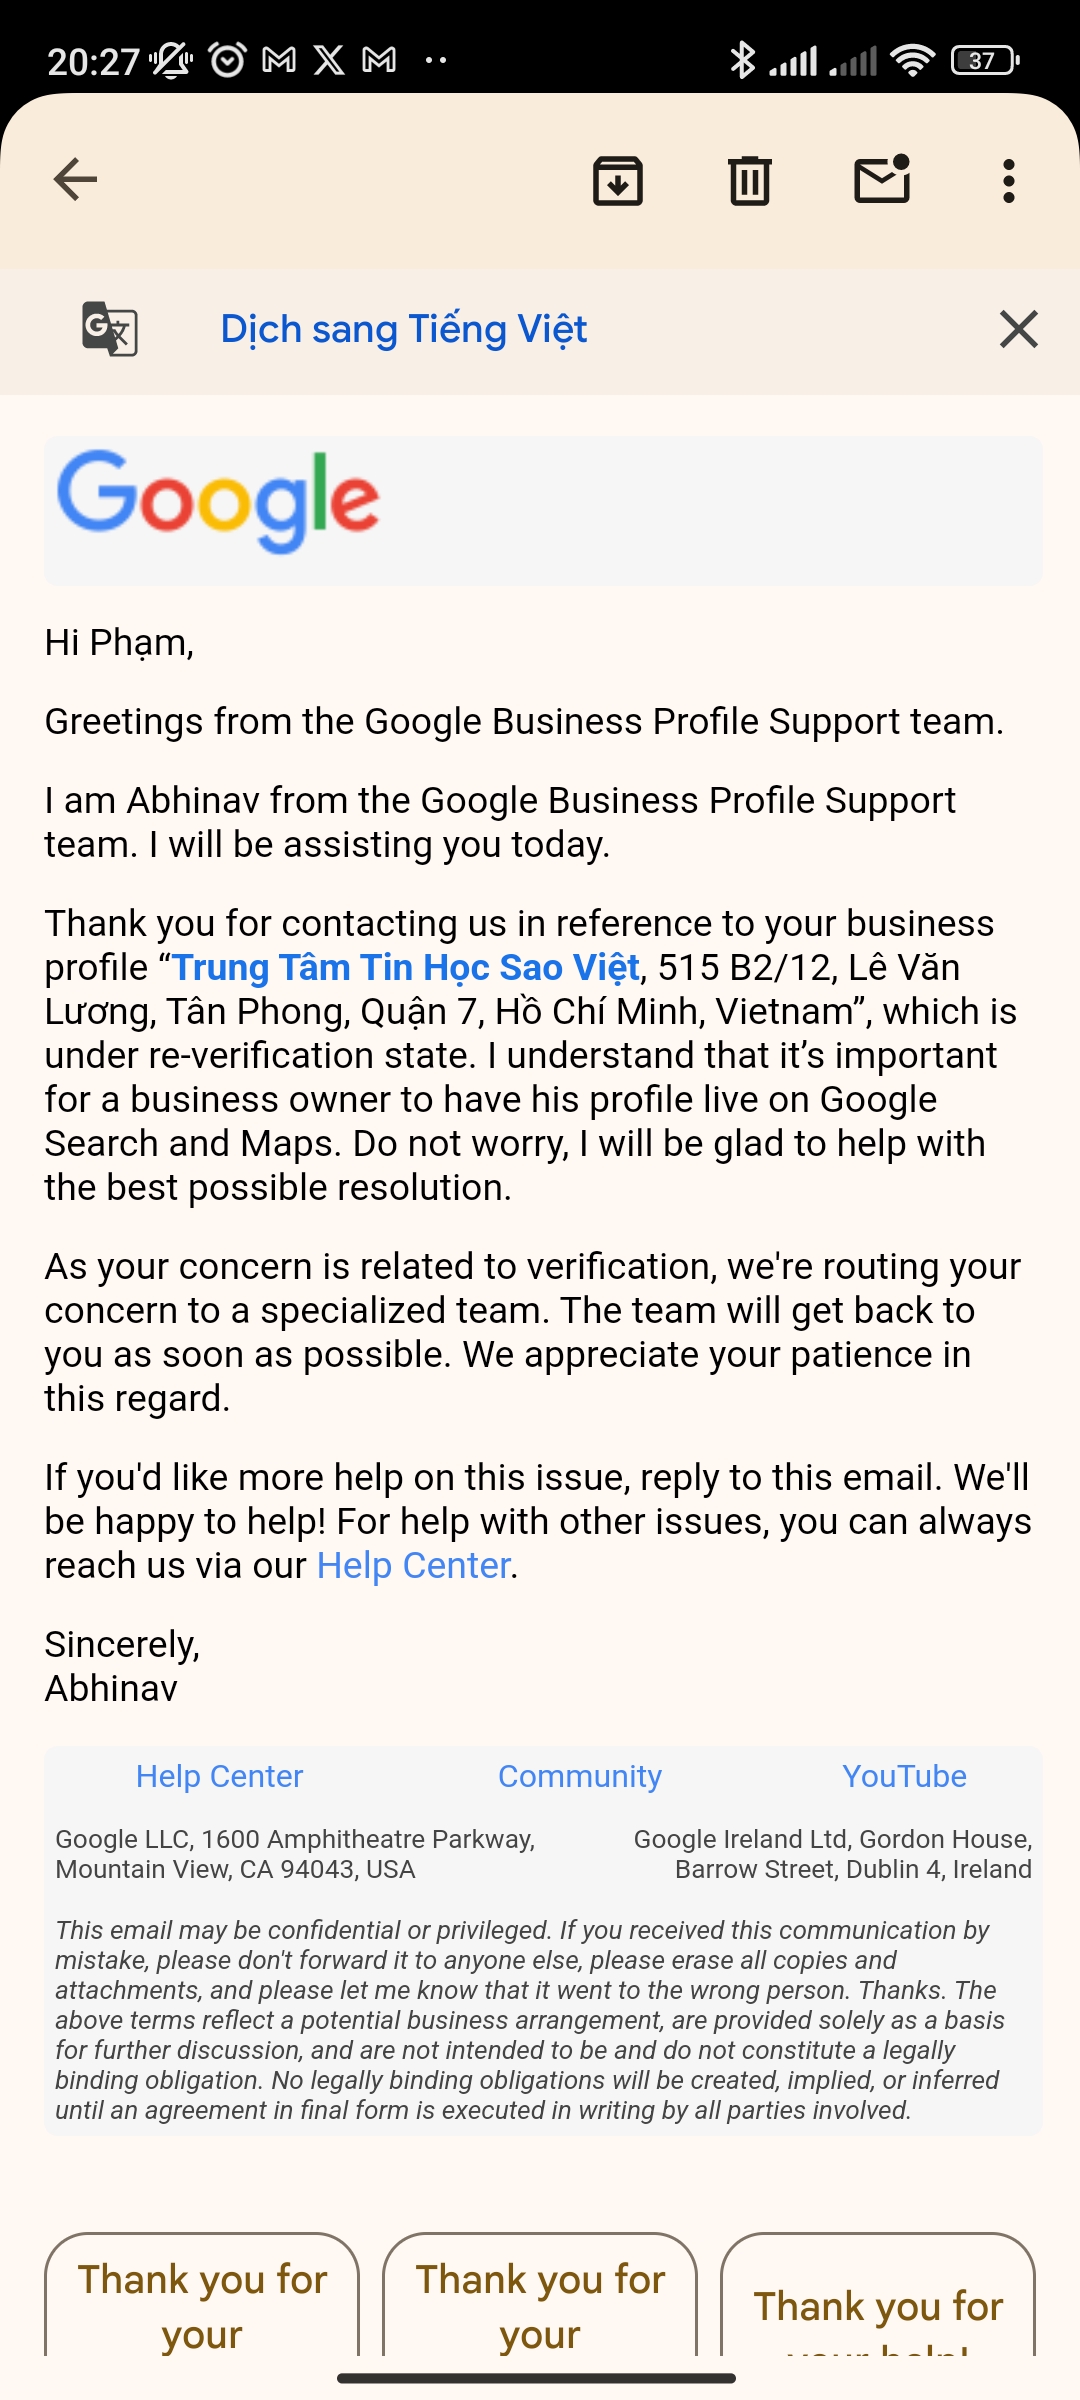 20:27
37
Dịch sang Tiếng Việt
Google
Hi Phạm,
Greetings from the Google Business Profile Support team.
I am Abhinav from the Google Business Profile Support
team. I will be assisting you today.
Thank you for contacting us in reference to your business
profile “Trung Tâm Tin Học Sao Việt, 515 B2/12, Lê Văn
Lương, Tân Phong, Quận 7, Hồ Chí Minh, Vietnam”, which is
under re-verification state. I understand that it’s important
for a business owner to have his profile live on Google
Search and Maps. Do not worry, I will be glad to help with
the best possible resolution.
As your concern is related to verification, we're routing your
concern to a specialized team. The team will get back to
you as soon as possible. We appreciate your patience in
this regard.
If you'd like more help on this issue, reply to this email. We'll
be happy to help! For help with other issues, you can always
reach us via our Help Center.
Sincerely,
Abhinav
Help Center Community YouTube
Google LLC, 1600 Amphitheatre Parkway,
Mountain View, CA 94043, USA
Google Ireland Ltd, Gordon House,
Barrow Street, Dublin 4, Ireland
This email may be confidential or privileged. If you received this communication by
mistake, please don't forward it to anyone else, please erase all copies and
attachments, and please let me know that it went to the wrong person. Thanks. The
above terms reflect a potential business arrangement, are provided solely as a basis
for further discussion, and are not intended to be and do not constitute a legally
binding obligation. No legally binding obligations will be created, implied, or inferred
until an agreement in final form is executed in writing by all parties involved.
Thank you for
your
Thank you for
your
Thank you for
your help!